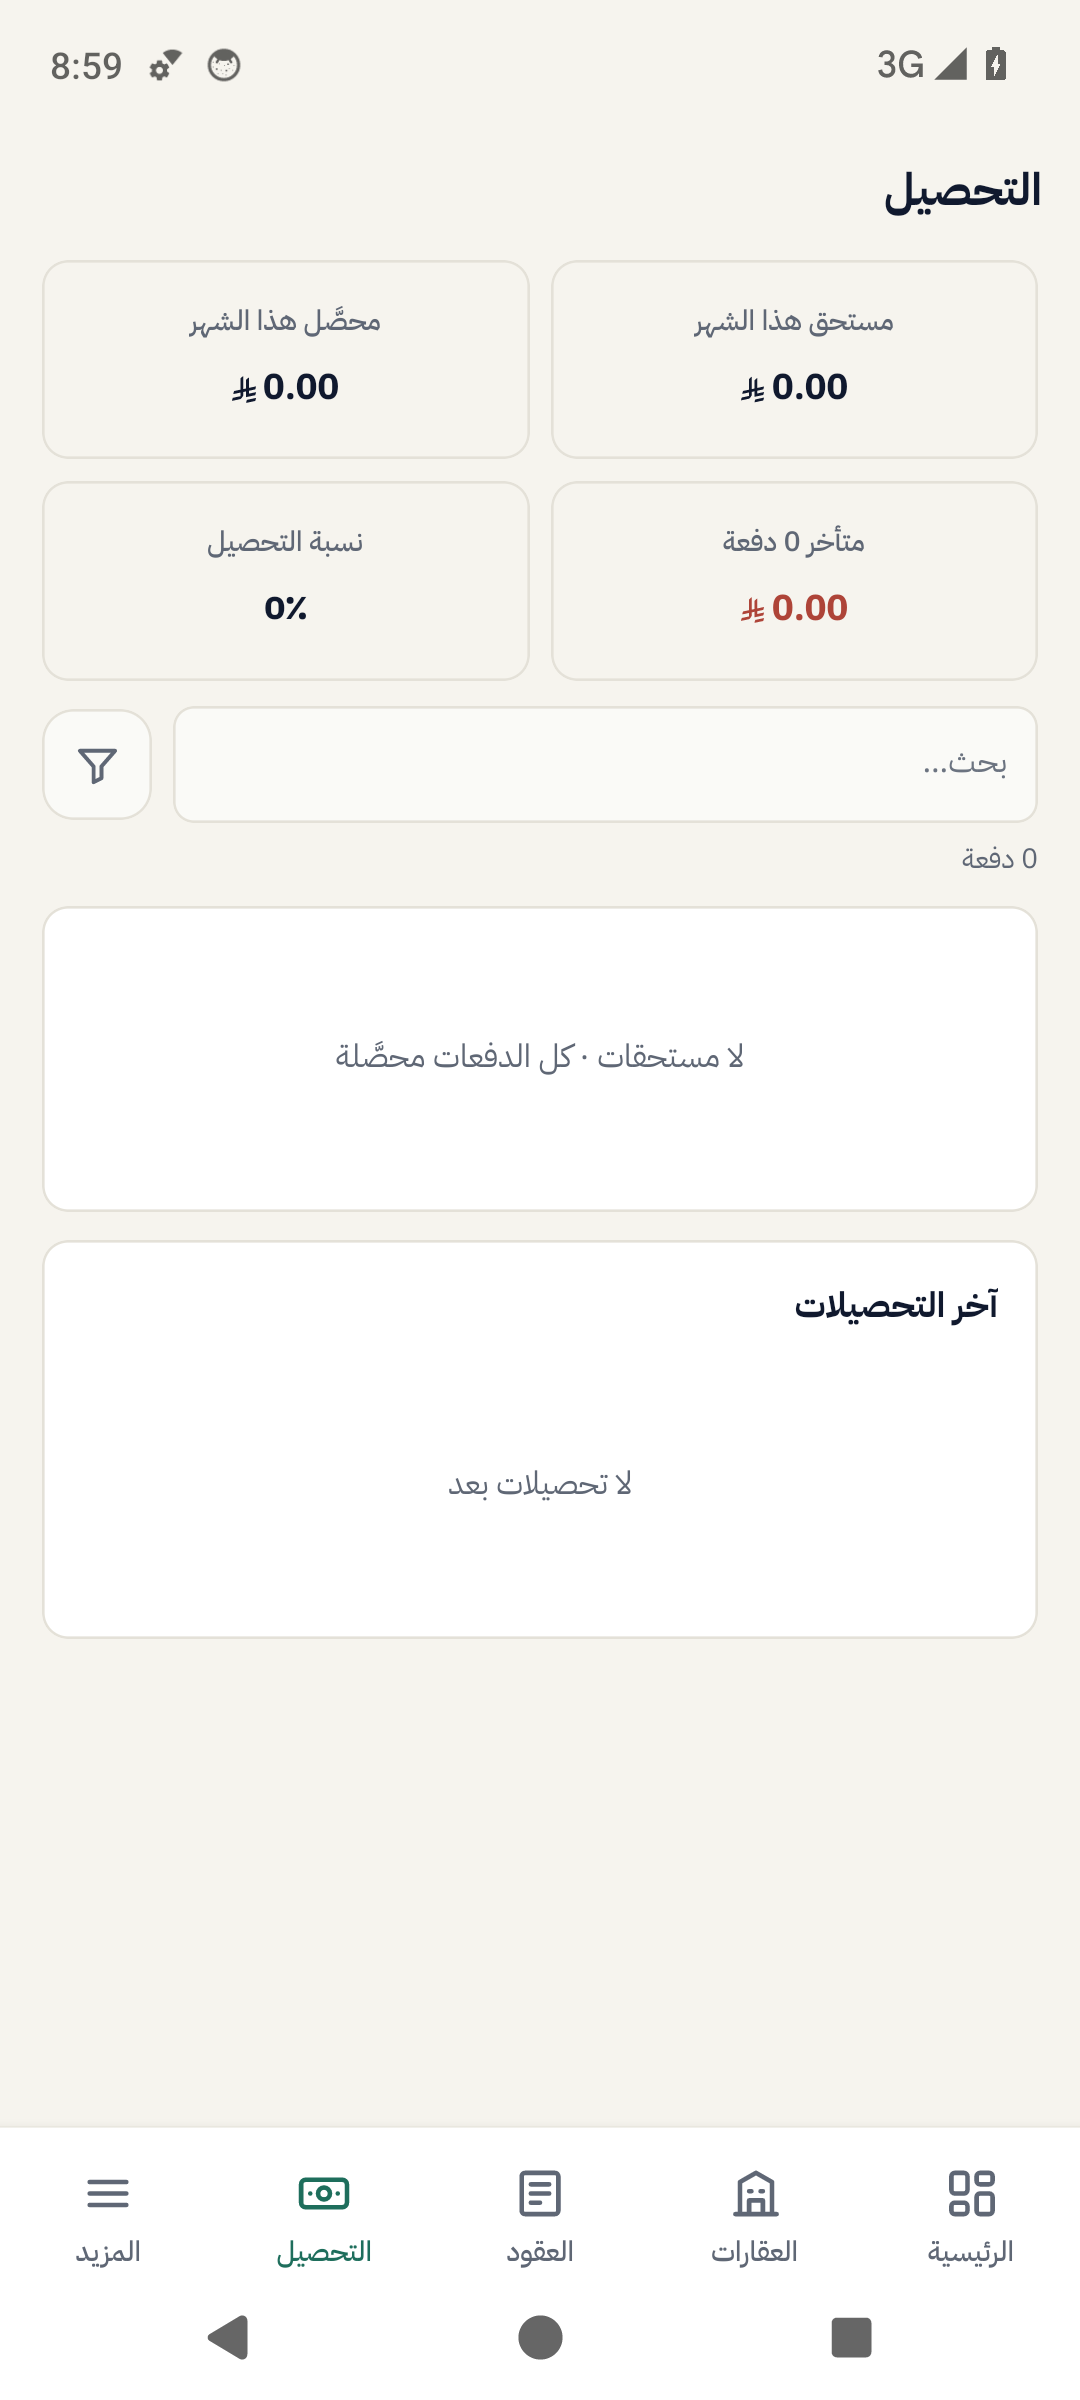 8:59 3G
التحصيل
مستحق هذا الشهر
0.00 ⃁
محصَّل هذا الشهر
0.00 ⃁
متأخر 0 دفعة
0.00 ⃁
نسبة التحصيل
0٪
بحث...
0 دفعة
لا مستحقات · كل الدفعات محصَّلة
آخر التحصيلات
لا تحصيلات بعد
الرئيسية
العقارات
العقود
التحصيل
المزيد